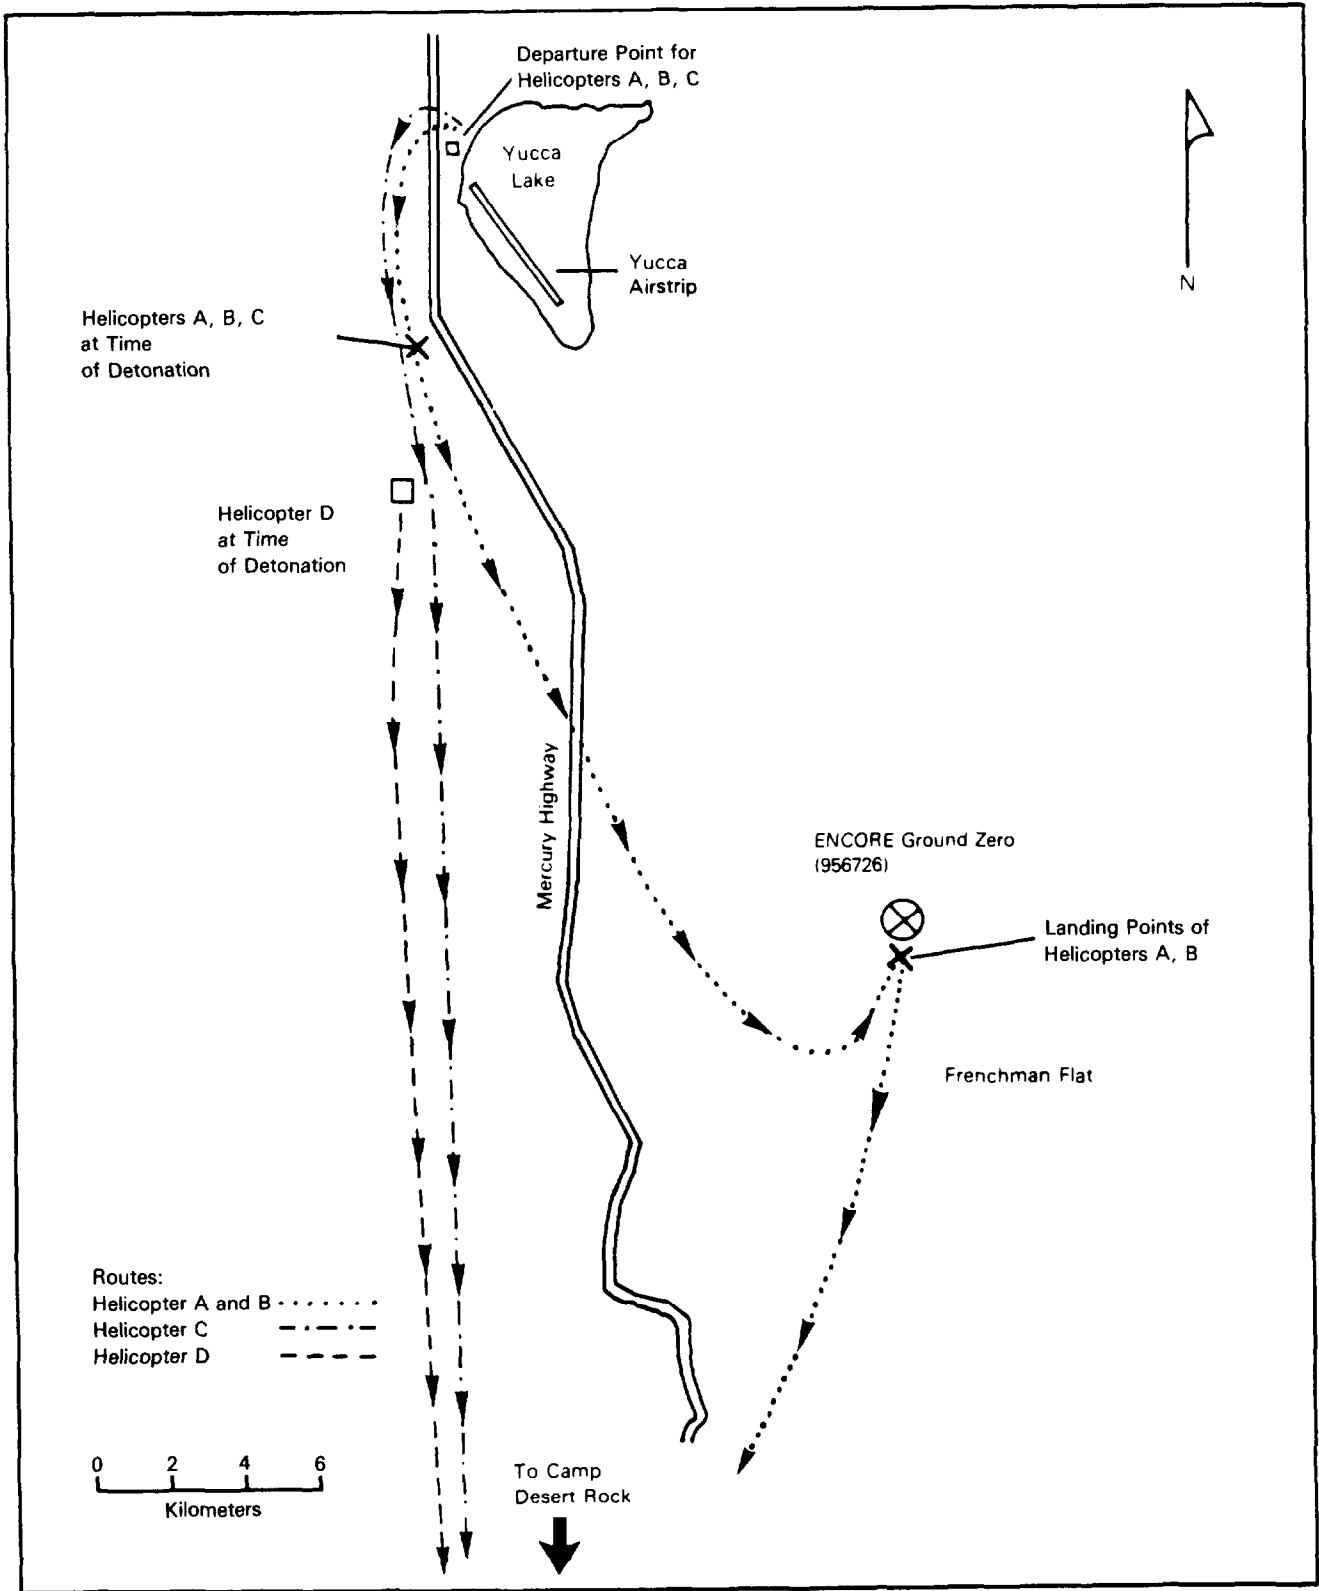 Departure Point for
Helicopters A, B, C
Yucca
Lake
Yucca
Airstrip
N
Helicopters A, B, C
at Time
of Detonation
Helicopter D
at Time
of Detonation
Mercury Highway
ENCORE Ground Zero
(956726)
Landing Points of
Helicopters A, B
Frenchman Flat
Routes:
Helicopter A and B
Helicopter C
Helicopter D
0 2 4 6
Kilometers
To Camp
Desert Rock